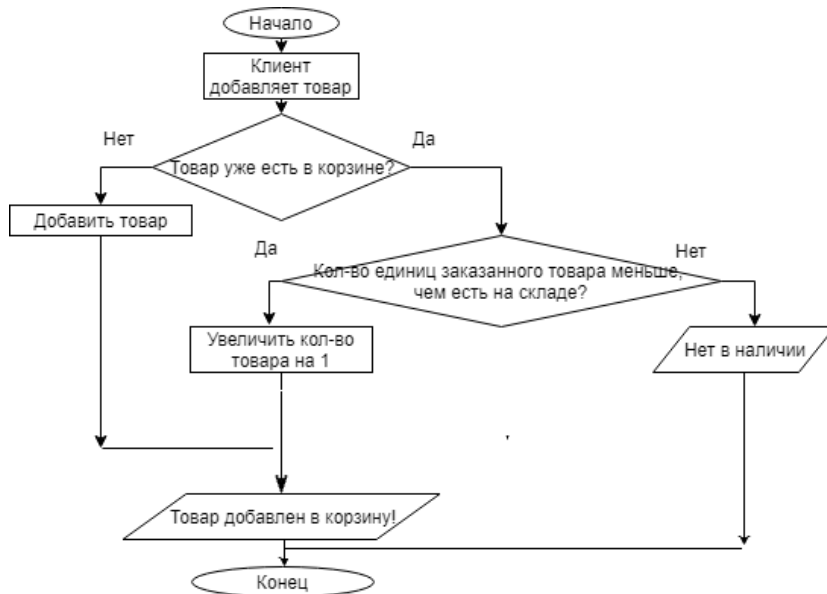 Начало
Клиент
добавляет товар
Нет
Да
Товар уже есть в корзине?
Добавить товар
Да
Нет
Кол-во единиц заказанного товара меньше,
чем есть на складе?
Увеличить кол-во
товара на 1
Нет в наличии
Товар добавлен в корзину!
Конец